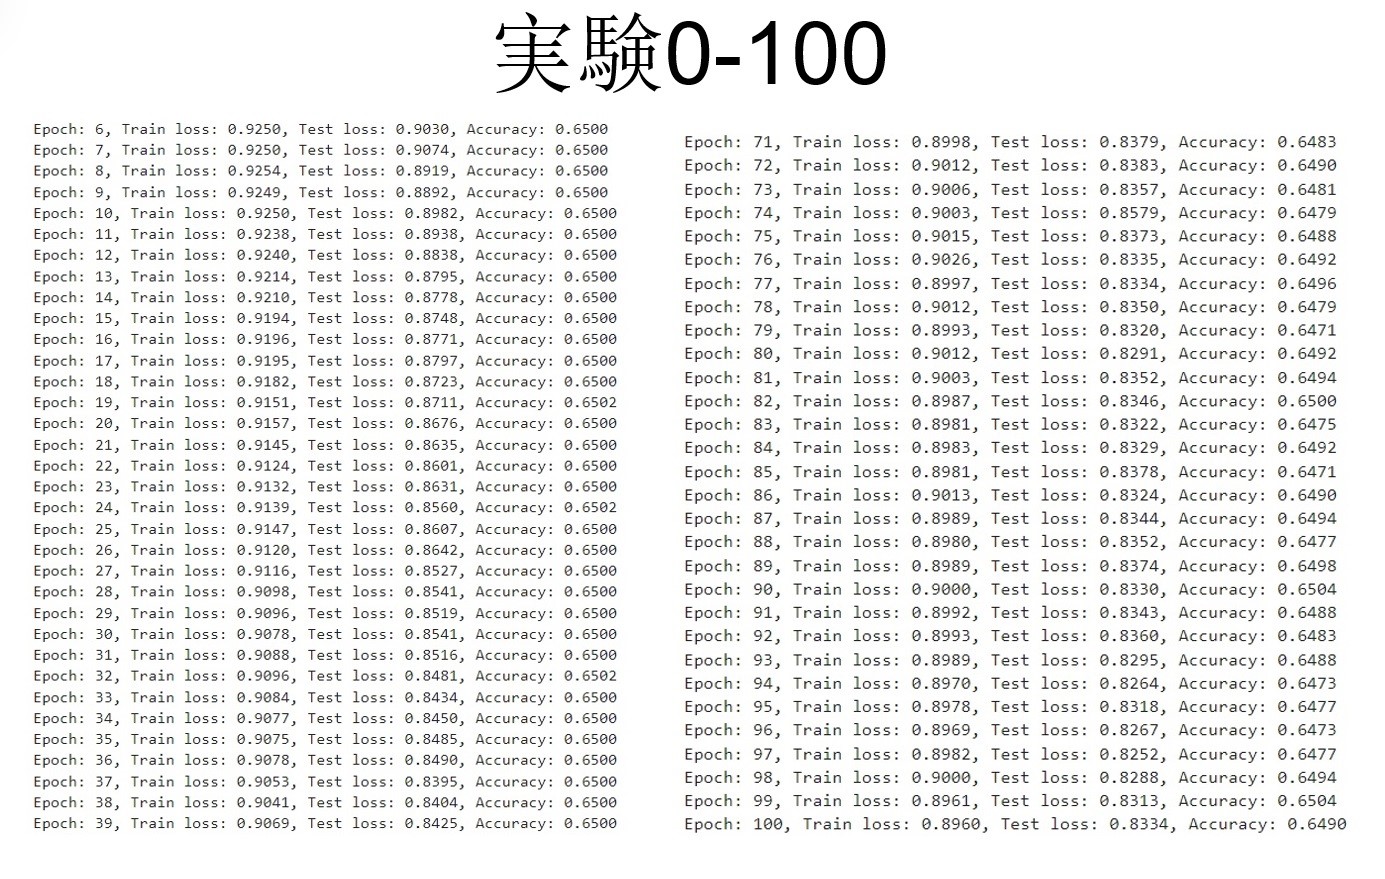 実験0-100
Epoch: 6, Train loss: 0.9250, Test loss: 0.9030, Accuracy: 0.6500
Epoch: 7, Train loss: 0.9250, Test loss: 0.9074, Accuracy: 0.6500
Epoch: 8, Train loss: 0.9254, Test loss: 0.8919, Accuracy: 0.6500
Epoch: 9, Train loss: 0.9249, Test loss: 0.8892, Accuracy: 0.6500
Epoch: 10, Train loss: 0.9250, Test loss: 0.8982, Accuracy: 0.6500
Epoch: 11, Train loss: 0.9238, Test loss: 0.8938, Accuracy: 0.6500
Epoch: 12, Train loss: 0.9240, Test loss: 0.8838, Accuracy: 0.6500
Epoch: 13, Train loss: 0.9214, Test loss: 0.8795, Accuracy: 0.6500
Epoch: 14, Train loss: 0.9210, Test loss: 0.8778, Accuracy: 0.6500
Epoch: 15, Train loss: 0.9194, Test loss: 0.8748, Accuracy: 0.6500
Epoch: 16, Train loss: 0.9196, Test loss: 0.8771, Accuracy: 0.6500
Epoch: 17, Train loss: 0.9195, Test loss: 0.8797, Accuracy: 0.6500
Epoch: 18, Train loss: 0.9182, Test loss: 0.8723, Accuracy: 0.6500
Epoch: 19, Train loss: 0.9151, Test loss: 0.8711, Accuracy: 0.6502
Epoch: 20, Train loss: 0.9157, Test loss: 0.8676, Accuracy: 0.6500
Epoch: 21, Train loss: 0.9145, Test loss: 0.8635, Accuracy: 0.6500
Epoch: 22, Train loss: 0.9124, Test loss: 0.8601, Accuracy: 0.6500
Epoch: 23, Train loss: 0.9132, Test loss: 0.8631, Accuracy: 0.6500
Epoch: 24, Train loss: 0.9139, Test loss: 0.8560, Accuracy: 0.6502
Epoch: 25, Train loss: 0.9147, Test loss: 0.8607, Accuracy: 0.6500
Epoch: 26, Train loss: 0.9120, Test loss: 0.8642, Accuracy: 0.6500
Epoch: 27, Train loss: 0.9116, Test loss: 0.8527, Accuracy: 0.6500
Epoch: 28, Train loss: 0.9098, Test loss: 0.8541, Accuracy: 0.6500
Epoch: 29, Train loss: 0.9096, Test loss: 0.8519, Accuracy: 0.6500
Epoch: 30, Train loss: 0.9078, Test loss: 0.8541, Accuracy: 0.6500
Epoch: 31, Train loss: 0.9088, Test loss: 0.8516, Accuracy: 0.6500
Epoch: 32, Train loss: 0.9096, Test loss: 0.8481, Accuracy: 0.6502
Epoch: 33, Train loss: 0.9084, Test loss: 0.8434, Accuracy: 0.6500
Epoch: 34, Train loss: 0.9077, Test loss: 0.8450, Accuracy: 0.6500
Epoch: 35, Train loss: 0.9075, Test loss: 0.8485, Accuracy: 0.6500
Epoch: 36, Train loss: 0.9078, Test loss: 0.8490, Accuracy: 0.6500
Epoch: 37, Train loss: 0.9053, Test loss: 0.8395, Accuracy: 0.6500
Epoch: 38, Train loss: 0.9041, Test loss: 0.8404, Accuracy: 0.6500
Epoch: 39, Train loss: 0.9069, Test loss: 0.8425, Accuracy: 0.6500
Epoch: 71, Train loss: 0.8998, Test loss: 0.8379, Accuracy: 0.6483
Epoch: 72, Train loss: 0.9012, Test loss: 0.8383, Accuracy: 0.6490
Epoch: 73, Train loss: 0.9006, Test loss: 0.8357, Accuracy: 0.6481
Epoch: 74, Train loss: 0.9003, Test loss: 0.8579, Accuracy: 0.6479
Epoch: 75, Train loss: 0.9015, Test loss: 0.8373, Accuracy: 0.6488
Epoch: 76, Train loss: 0.9026, Test loss: 0.8335, Accuracy: 0.6492
Epoch: 77, Train loss: 0.8997, Test loss: 0.8334, Accuracy: 0.6496
Epoch: 78, Train loss: 0.9012, Test loss: 0.8350, Accuracy: 0.6479
Epoch: 79, Train loss: 0.8993, Test loss: 0.8320, Accuracy: 0.6471
Epoch: 80, Train loss: 0.9012, Test loss: 0.8291, Accuracy: 0.6492
Epoch: 81, Train loss: 0.9003, Test loss: 0.8352, Accuracy: 0.6494
Epoch: 82, Train loss: 0.8987, Test loss: 0.8346, Accuracy: 0.6500
Epoch: 83, Train loss: 0.8981, Test loss: 0.8322, Accuracy: 0.6475
Epoch: 84, Train loss: 0.8983, Test loss: 0.8329, Accuracy: 0.6492
Epoch: 85, Train loss: 0.8981, Test loss: 0.8378, Accuracy: 0.6471
Epoch: 86, Train loss: 0.9013, Test loss: 0.8324, Accuracy: 0.6490
Epoch: 87, Train loss: 0.8989, Test loss: 0.8344, Accuracy: 0.6494
Epoch: 88, Train loss: 0.8980, Test loss: 0.8352, Accuracy: 0.6477
Epoch: 89, Train loss: 0.8989, Test loss: 0.8374, Accuracy: 0.6498
Epoch: 90, Train loss: 0.9000, Test loss: 0.8330, Accuracy: 0.6504
Epoch: 91, Train loss: 0.8992, Test loss: 0.8343, Accuracy: 0.6488
Epoch: 92, Train loss: 0.8993, Test loss: 0.8360, Accuracy: 0.6483
Epoch: 93, Train loss: 0.8989, Test loss: 0.8295, Accuracy: 0.6488
Epoch: 94, Train loss: 0.8970, Test loss: 0.8264, Accuracy: 0.6473
Epoch: 95, Train loss: 0.8978, Test loss: 0.8318, Accuracy: 0.6477
Epoch: 96, Train loss: 0.8969, Test loss: 0.8267, Accuracy: 0.6473
Epoch: 97, Train loss: 0.8982, Test loss: 0.8252, Accuracy: 0.6477
Epoch: 98, Train loss: 0.9000, Test loss: 0.8288, Accuracy: 0.6494
Epoch: 99, Train loss: 0.8961, Test loss: 0.8313, Accuracy: 0.6504
Epoch: 100, Train loss: 0.8960, Test loss: 0.8334, Accuracy: 0.6490